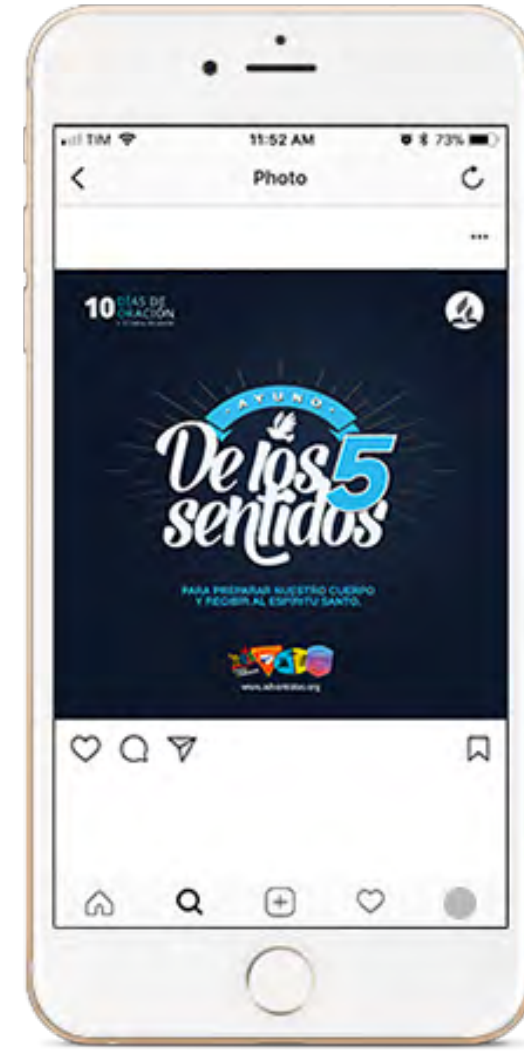 TIM 11:52 AM 73%
Photo
10 DÍAS DE
ORACIÓN
AYUNO
De los 5
sentidos
PARA PREPARAR NUESTRO CUERPO
Y RECIBIR AL ESPÍRITU SANTO.
www.adventistas.org